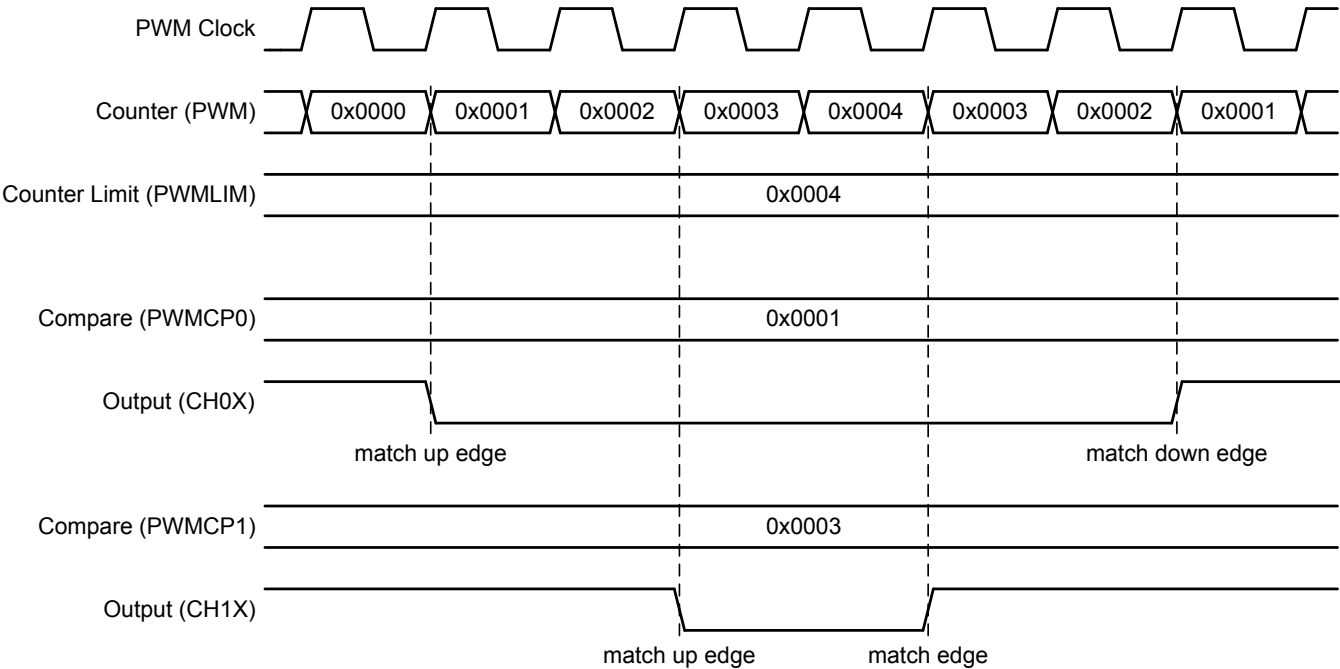 PWM Clock
Counter (PWM) 0x0000 0x0001 0x0002 0x0003 0x0004 0x0003 0x0002 0x0001
Counter Limit (PWMLIM) 0x0004
Compare (PWMCP0) 0x0001
Output (CH0X)
match up edge match down edge
Compare (PWMCP1) 0x0003
Output (CH1X)
match up edge match edge